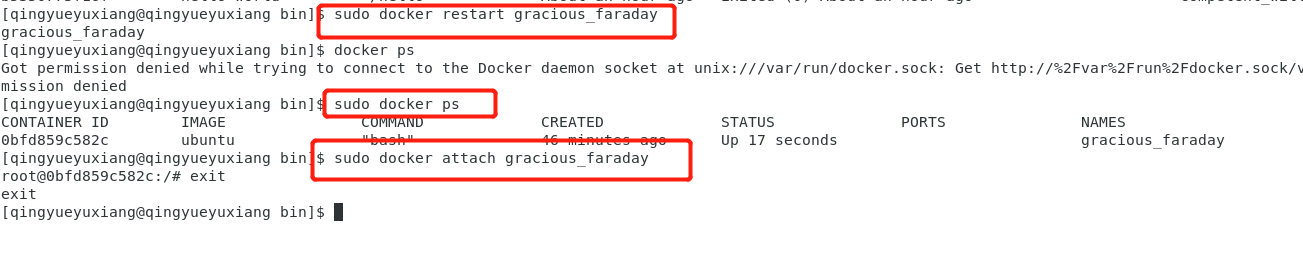 [qingyueyuxiang@qingyueyuxiang bin]$ sudo docker restart gracious_faraday
gracious_faraday
[qingyueyuxiang@qingyueyuxiang bin]$ docker ps
Got permission denied while trying to connect to the Docker daemon socket at unix:///var/run/docker.sock: Get http://%2Fvar%2Frun%2Fdocker.sock/v
mission denied
[qingyueyuxiang@qingyueyuxiang bin]$ sudo docker ps
CONTAINER ID IMAGE COMMAND CREATED STATUS PORTS NAMES
0bfd859c582c ubuntu "bash" 46 minutes ago Up 17 seconds gracious_faraday
[qingyueyuxiang@qingyueyuxiang bin]$ sudo docker attach gracious_faraday
root@0bfd859c582c:/# exit
exit
[qingyueyuxiang@qingyueyuxiang bin]$